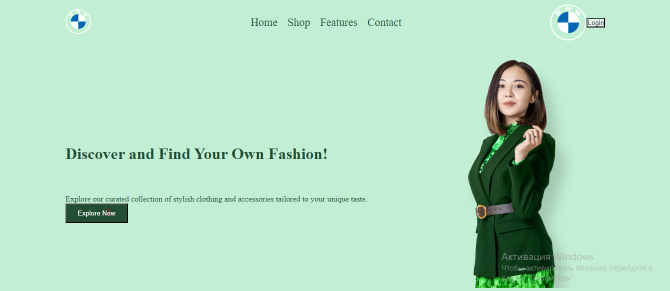 Home Shop Features Contact
Login
Discover and Find Your Own Fashion!
Explore our curated collection of stylish clothing and accessories tailored to your unique taste.
Explore Now
Активация Windows
Чтобы активировать Windows, перейдите в